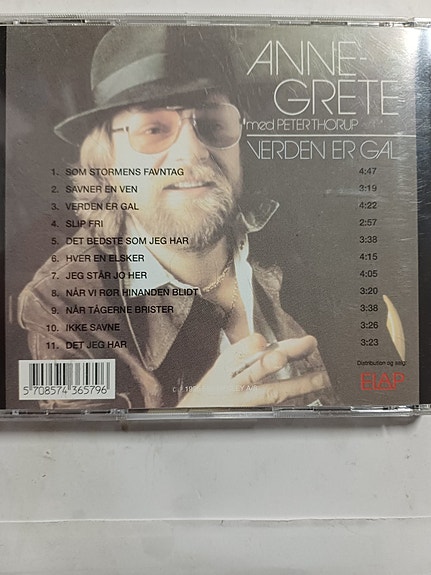 ANNE-
GRETE
med PETER THORUP
VERDEN ER GAL
1. SOM STORMENS FAVNTAG 4:47
2. SAVNER EN VEN 3:19
3. VERDEN ER GAL 4:22
4. SLIP FRI 2:57
5. DET BEDSTE SOM JEG HAR 3:38
6. HVER EN ELSKER 4:15
7. JEG STÅR JO HER 4:05
8. NÅR VI RØR HINANDEN BLIDT 3:20
9. NÅR TÅGERNE BRISTER 3:38
10. IKKE SAVNE 3:26
11. DET JEG HAR 3:23
Distribution og salg:
ELAP
5 708574 365796